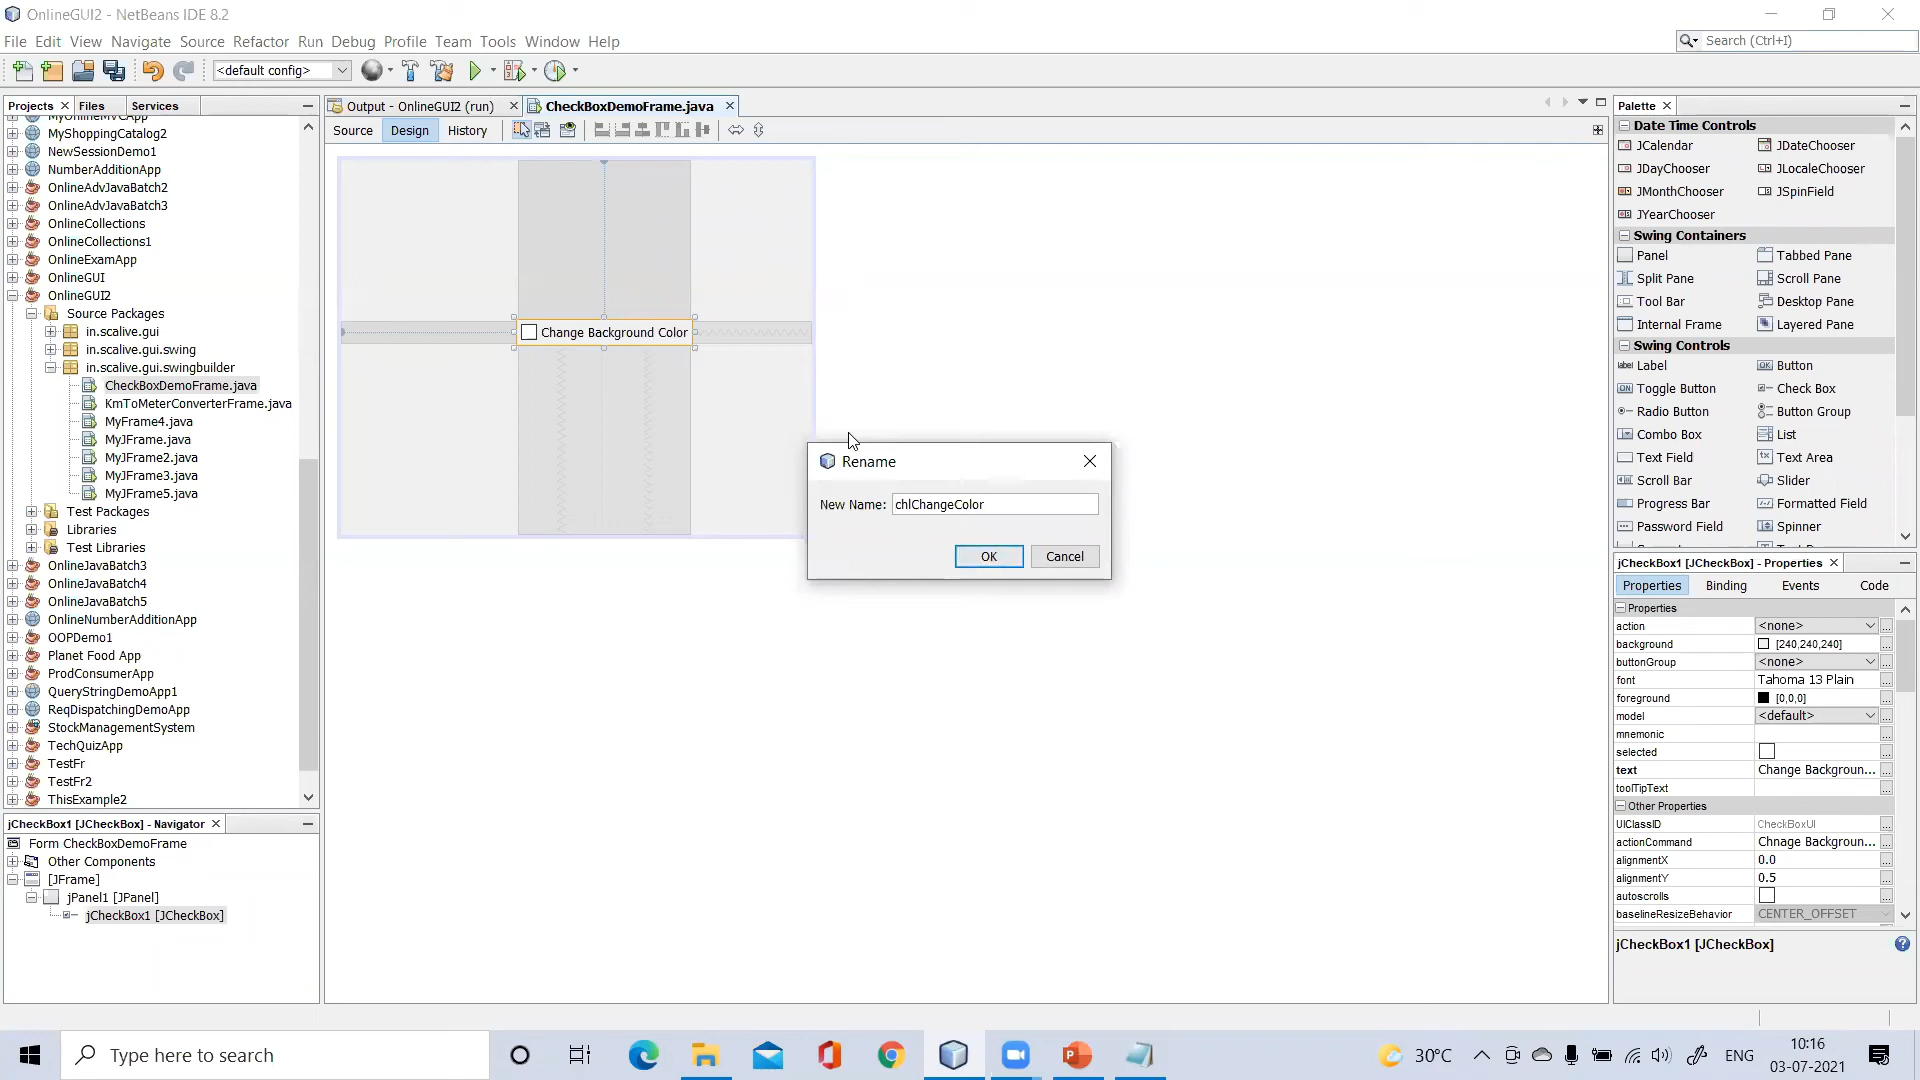 OnlineGUI2 - NetBeans IDE 8.2
File Edit View Navigate Source Refactor Run Debug Profile Team Tools Window Help
Search (Ctrl+I)
<default config>
Projects Files Services
MyOnlineMVCApp
MyShoppingCatalog2
NewSessionDemo1
NumberAdditionApp
OnlineAdvJavaBatch2
OnlineAdvJavaBatch3
OnlineCollections
OnlineCollections1
OnlineExamApp
OnlineGUI
OnlineGUI2
Source Packages
in.scalive.gui
in.scalive.gui.swing
in.scalive.gui.swingbuilder
CheckBoxDemoFrame.java
KmToMeterConverterFrame.java
MyFrame4.java
MyJFrame.java
MyJFrame2.java
MyJFrame3.java
MyJFrame5.java
Test Packages
Libraries
Test Libraries
OnlineJavaBatch3
OnlineJavaBatch4
OnlineJavaBatch5
OnlineNumberAdditionApp
OOPDemo1
Planet Food App
ProdConsumerApp
QueryStringDemoApp1
ReqDispatchingDemoApp
StockManagementSystem
TechQuizApp
TestFr
TestFr2
ThisExample2
jCheckBox1 [JCheckBox] - Navigator
Form CheckBoxDemoFrame
Other Components
[JFrame]
jPanel1 [JPanel]
jCheckBox1 [JCheckBox]
Output - OnlineGUI2 (run) CheckBoxDemoFrame.java
Source Design History
Change Background Color
Rename
New Name: chlChangeColor
OK Cancel
Palette
Date Time Controls
JCalendar JDateChooser
JDayChooser JLocaleChooser
JMonthChooser JSpinField
JYearChooser
Swing Containers
Panel Tabbed Pane
Split Pane Scroll Pane
Tool Bar Desktop Pane
Internal Frame Layered Pane
Swing Controls
Label Button
Toggle Button Check Box
Radio Button Button Group
Combo Box List
Text Field Text Area
Scroll Bar Slider
Progress Bar Formatted Field
Password Field Spinner
jCheckBox1 [JCheckBox] - Properties
Properties Binding Events Code
Properties
action <none>
background [240,240,240]
buttonGroup <none>
font Tahoma 13 Plain
foreground [0,0,0]
model <default>
mnemonic
selected
text Change Backgroun...
toolTipText
Other Properties
UIClassID CheckBoxUI
actionCommand Chnage Backgroun...
alignmentX 0.0
alignmentY 0.5
autoscrolls
baselineResizeBehavior CENTER_OFFSET
jCheckBox1 [JCheckBox]
Type here to search
30°C
ENG
10:16
03-07-2021